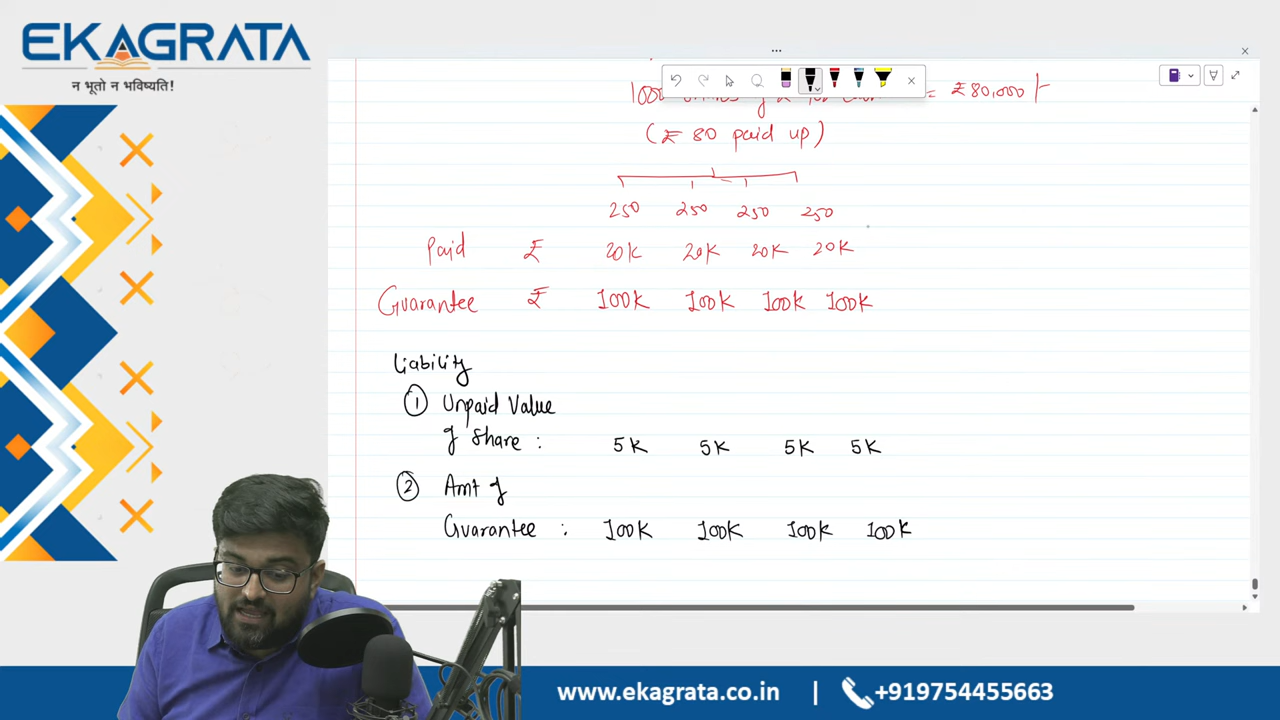 EKAGRATA
न भूतो न भविष्यति!
...
1000 = ₹80,000/-
(₹ 80 paid up)
250 250 250 250
Paid ₹ 20K 20K 20K 20K
Guarantee ₹ 100K 100K 100K 100K
Liability
① Unpaid Value
of share : 5K 5K 5K 5K
② Amt of
Guarantee : 100K 100K 100K 100K
www.ekagrata.co.in | +919754455663